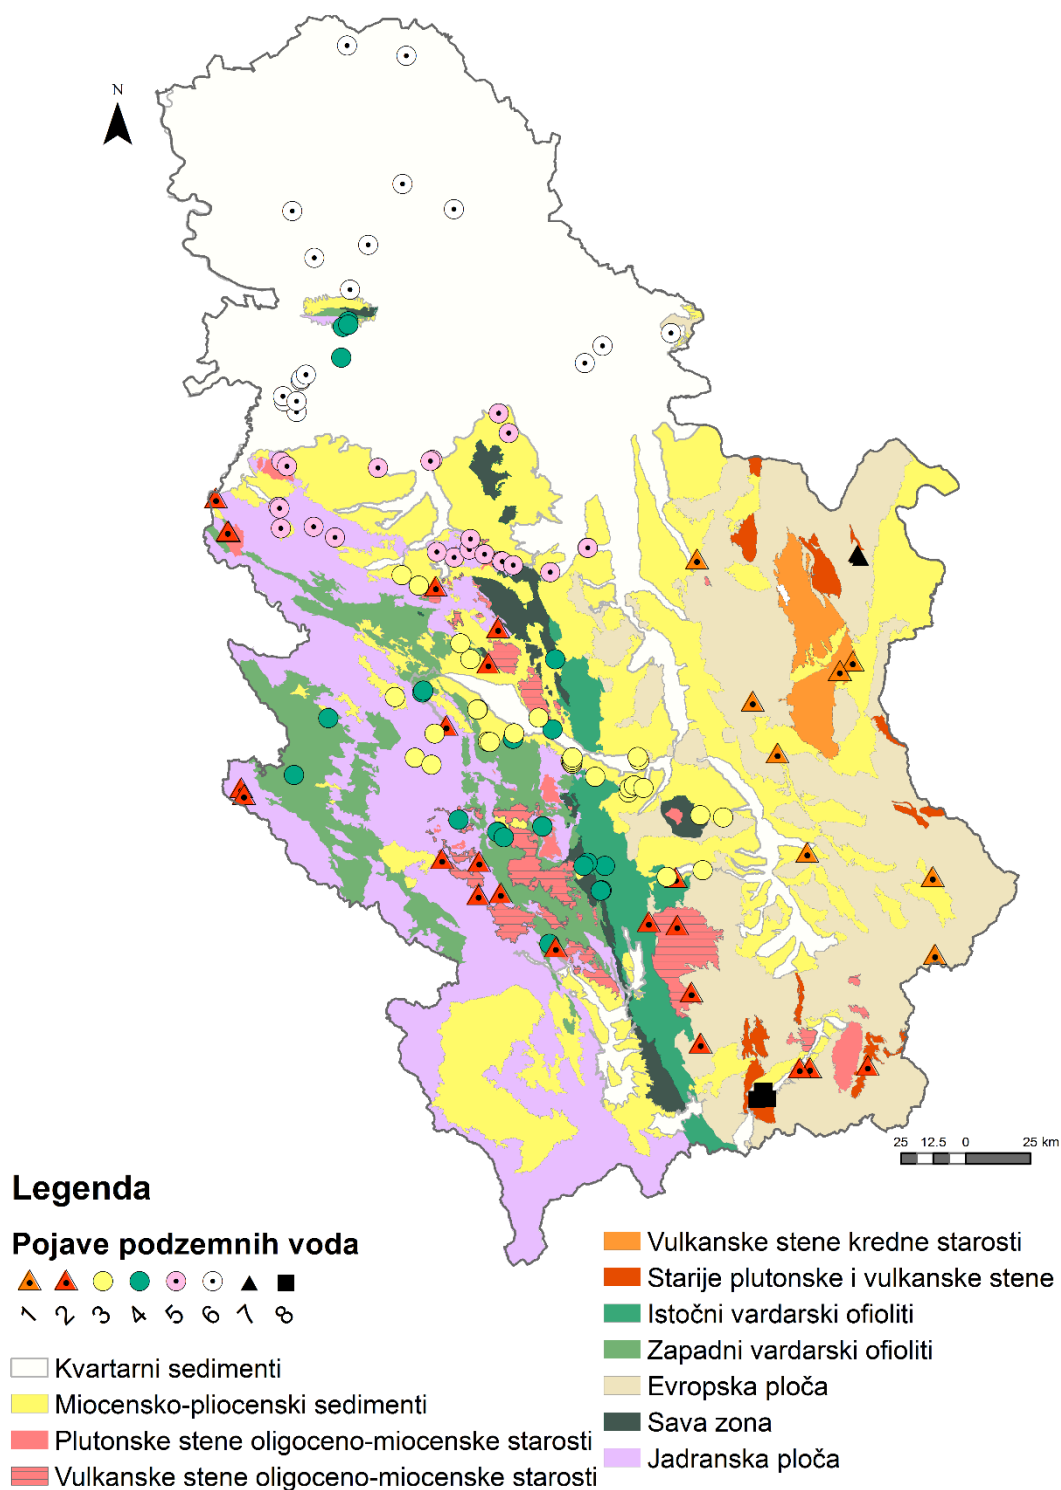 N
25 12.5 0 25 km
Legenda
Pojave podzemnih voda
1 2 3 4 5 6 7 8
Kvartarni sedimenti
Miocensko-pliocenski sedimenti
Plutonske stene oligoceno-miocenske starosti
Vulkanske stene oligoceno-miocenske starosti
Vulkanske stene kredne starosti
Starije plutonske i vulkanske stene
Istočni vardarski ofioliti
Zapadni vardarski ofioliti
Evropska ploča
Sava zona
Jadranska ploča